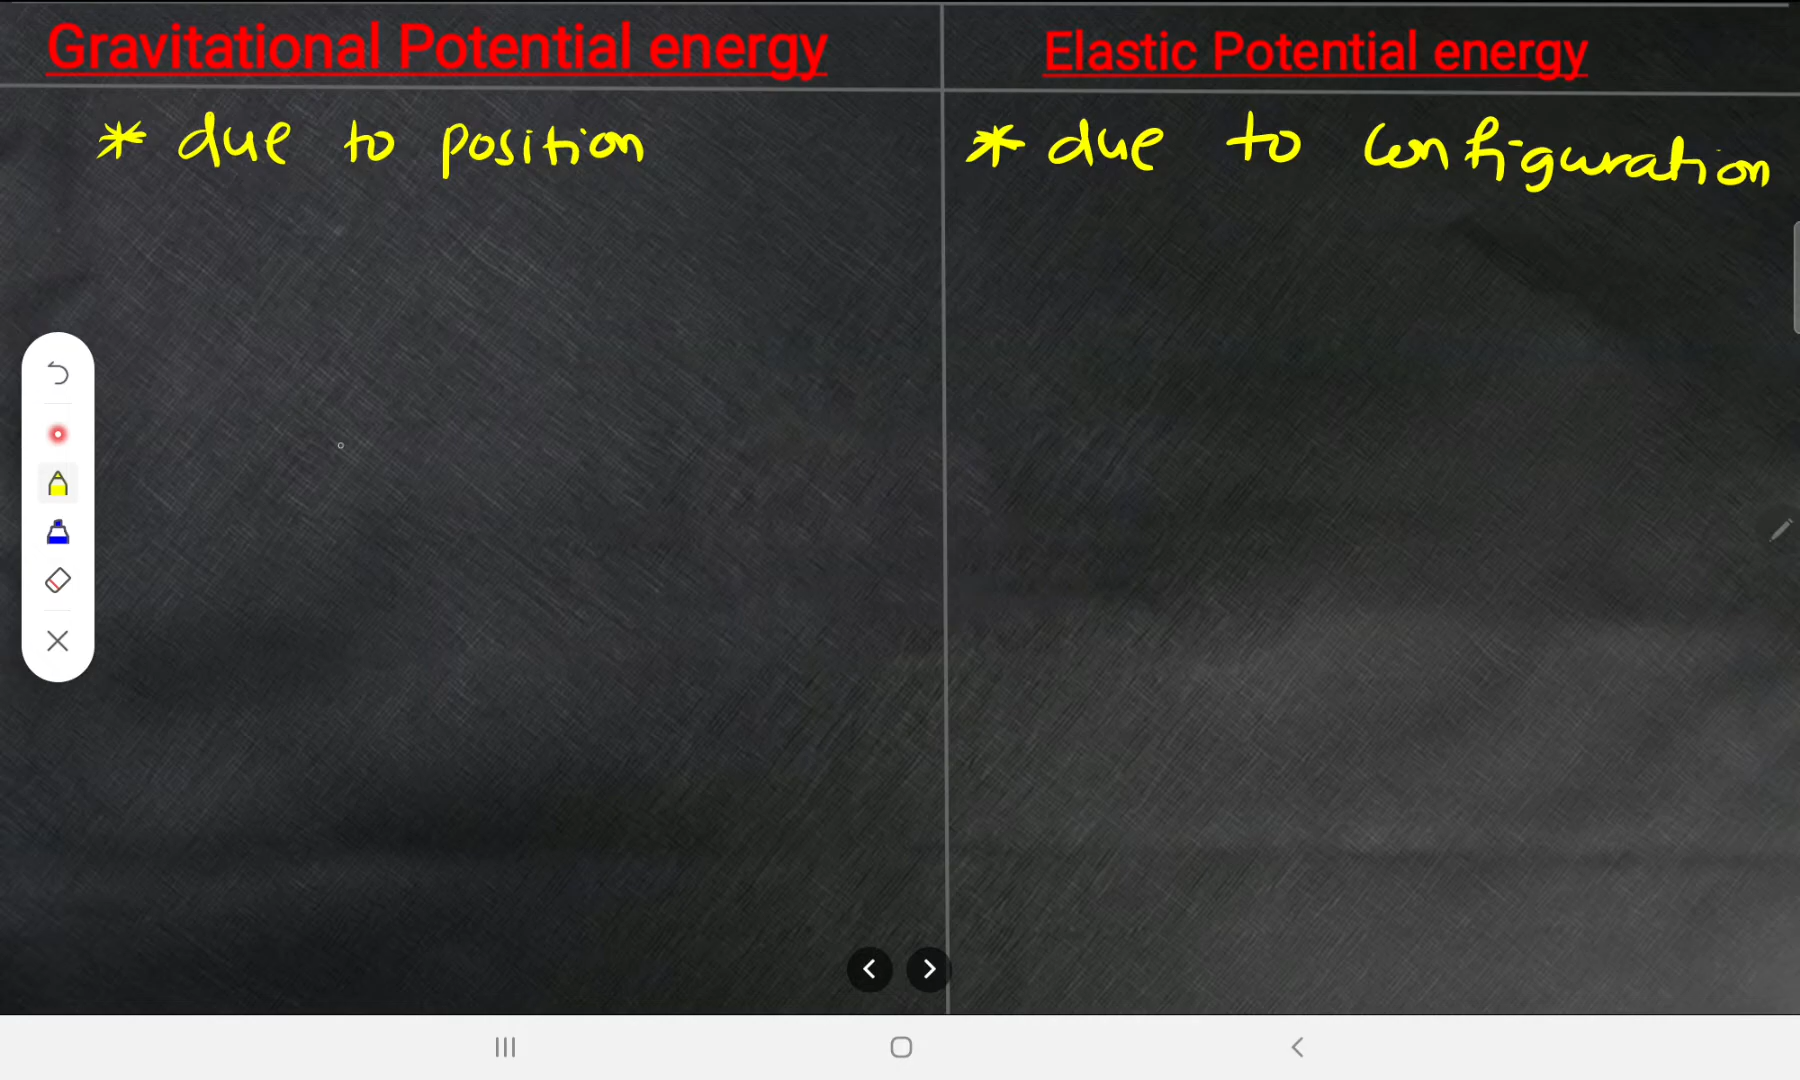 Gravitational Potential energy
* due to position
Elastic Potential energy
* due to configuration